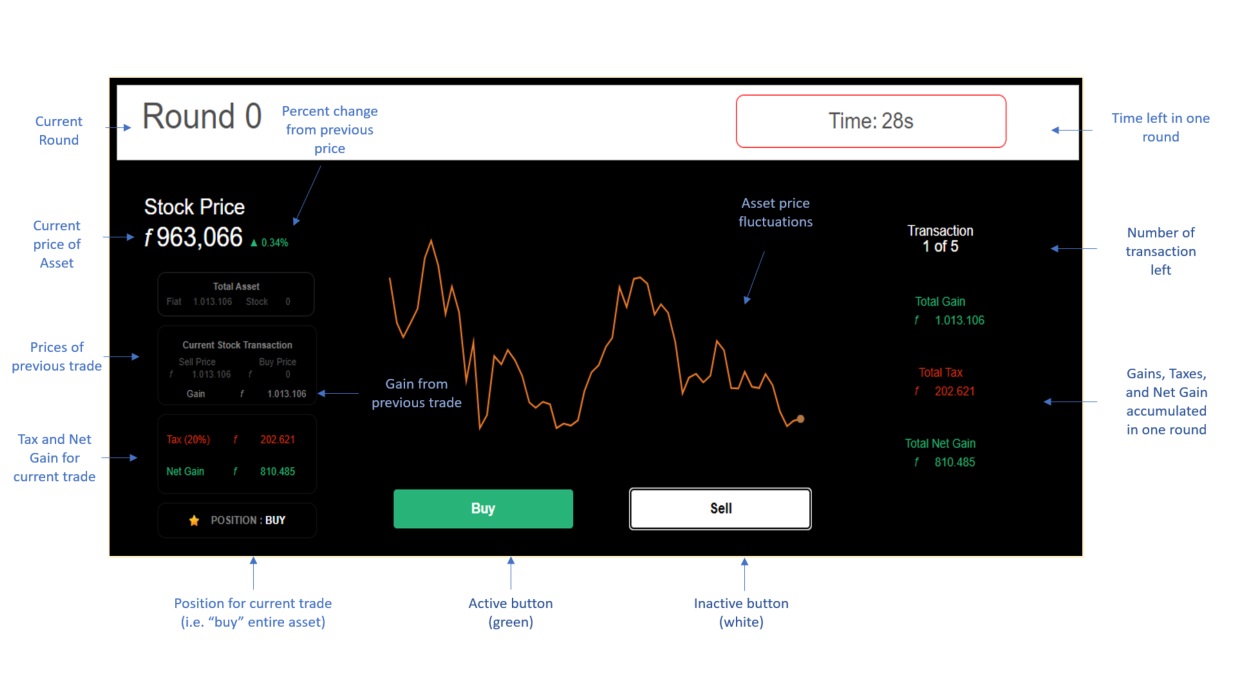 Round 0
Percent change
from previous
price
Time: 28s
Current
Round
Time left in one
round
Stock Price
ƒ 963,066 ▲ 0.34%
Current
price of
Asset
Asset price
fluctuations
Transaction
1 of 5
Number of
transaction
left
Total Asset
Fiat 1.013.106 Stock 0
Total Gain
ƒ 1.013.106
Prices of
previous trade
Current Stock Transaction
Sell Price Buy Price
ƒ 1.013.106 ƒ 0
Gain ƒ 1.013.106
Gain from
previous trade
Total Tax
ƒ 202.621
Gains, Taxes,
and Net Gain
accumulated
in one round
Tax and Net
Gain for
current trade
Tax (20%) ƒ 202.621
Net Gain ƒ 810.485
Total Net Gain
ƒ 810.485
POSITION : BUY
Buy
Sell
Position for current trade
(i.e. “buy” entire asset)
Active button
(green)
Inactive button
(white)